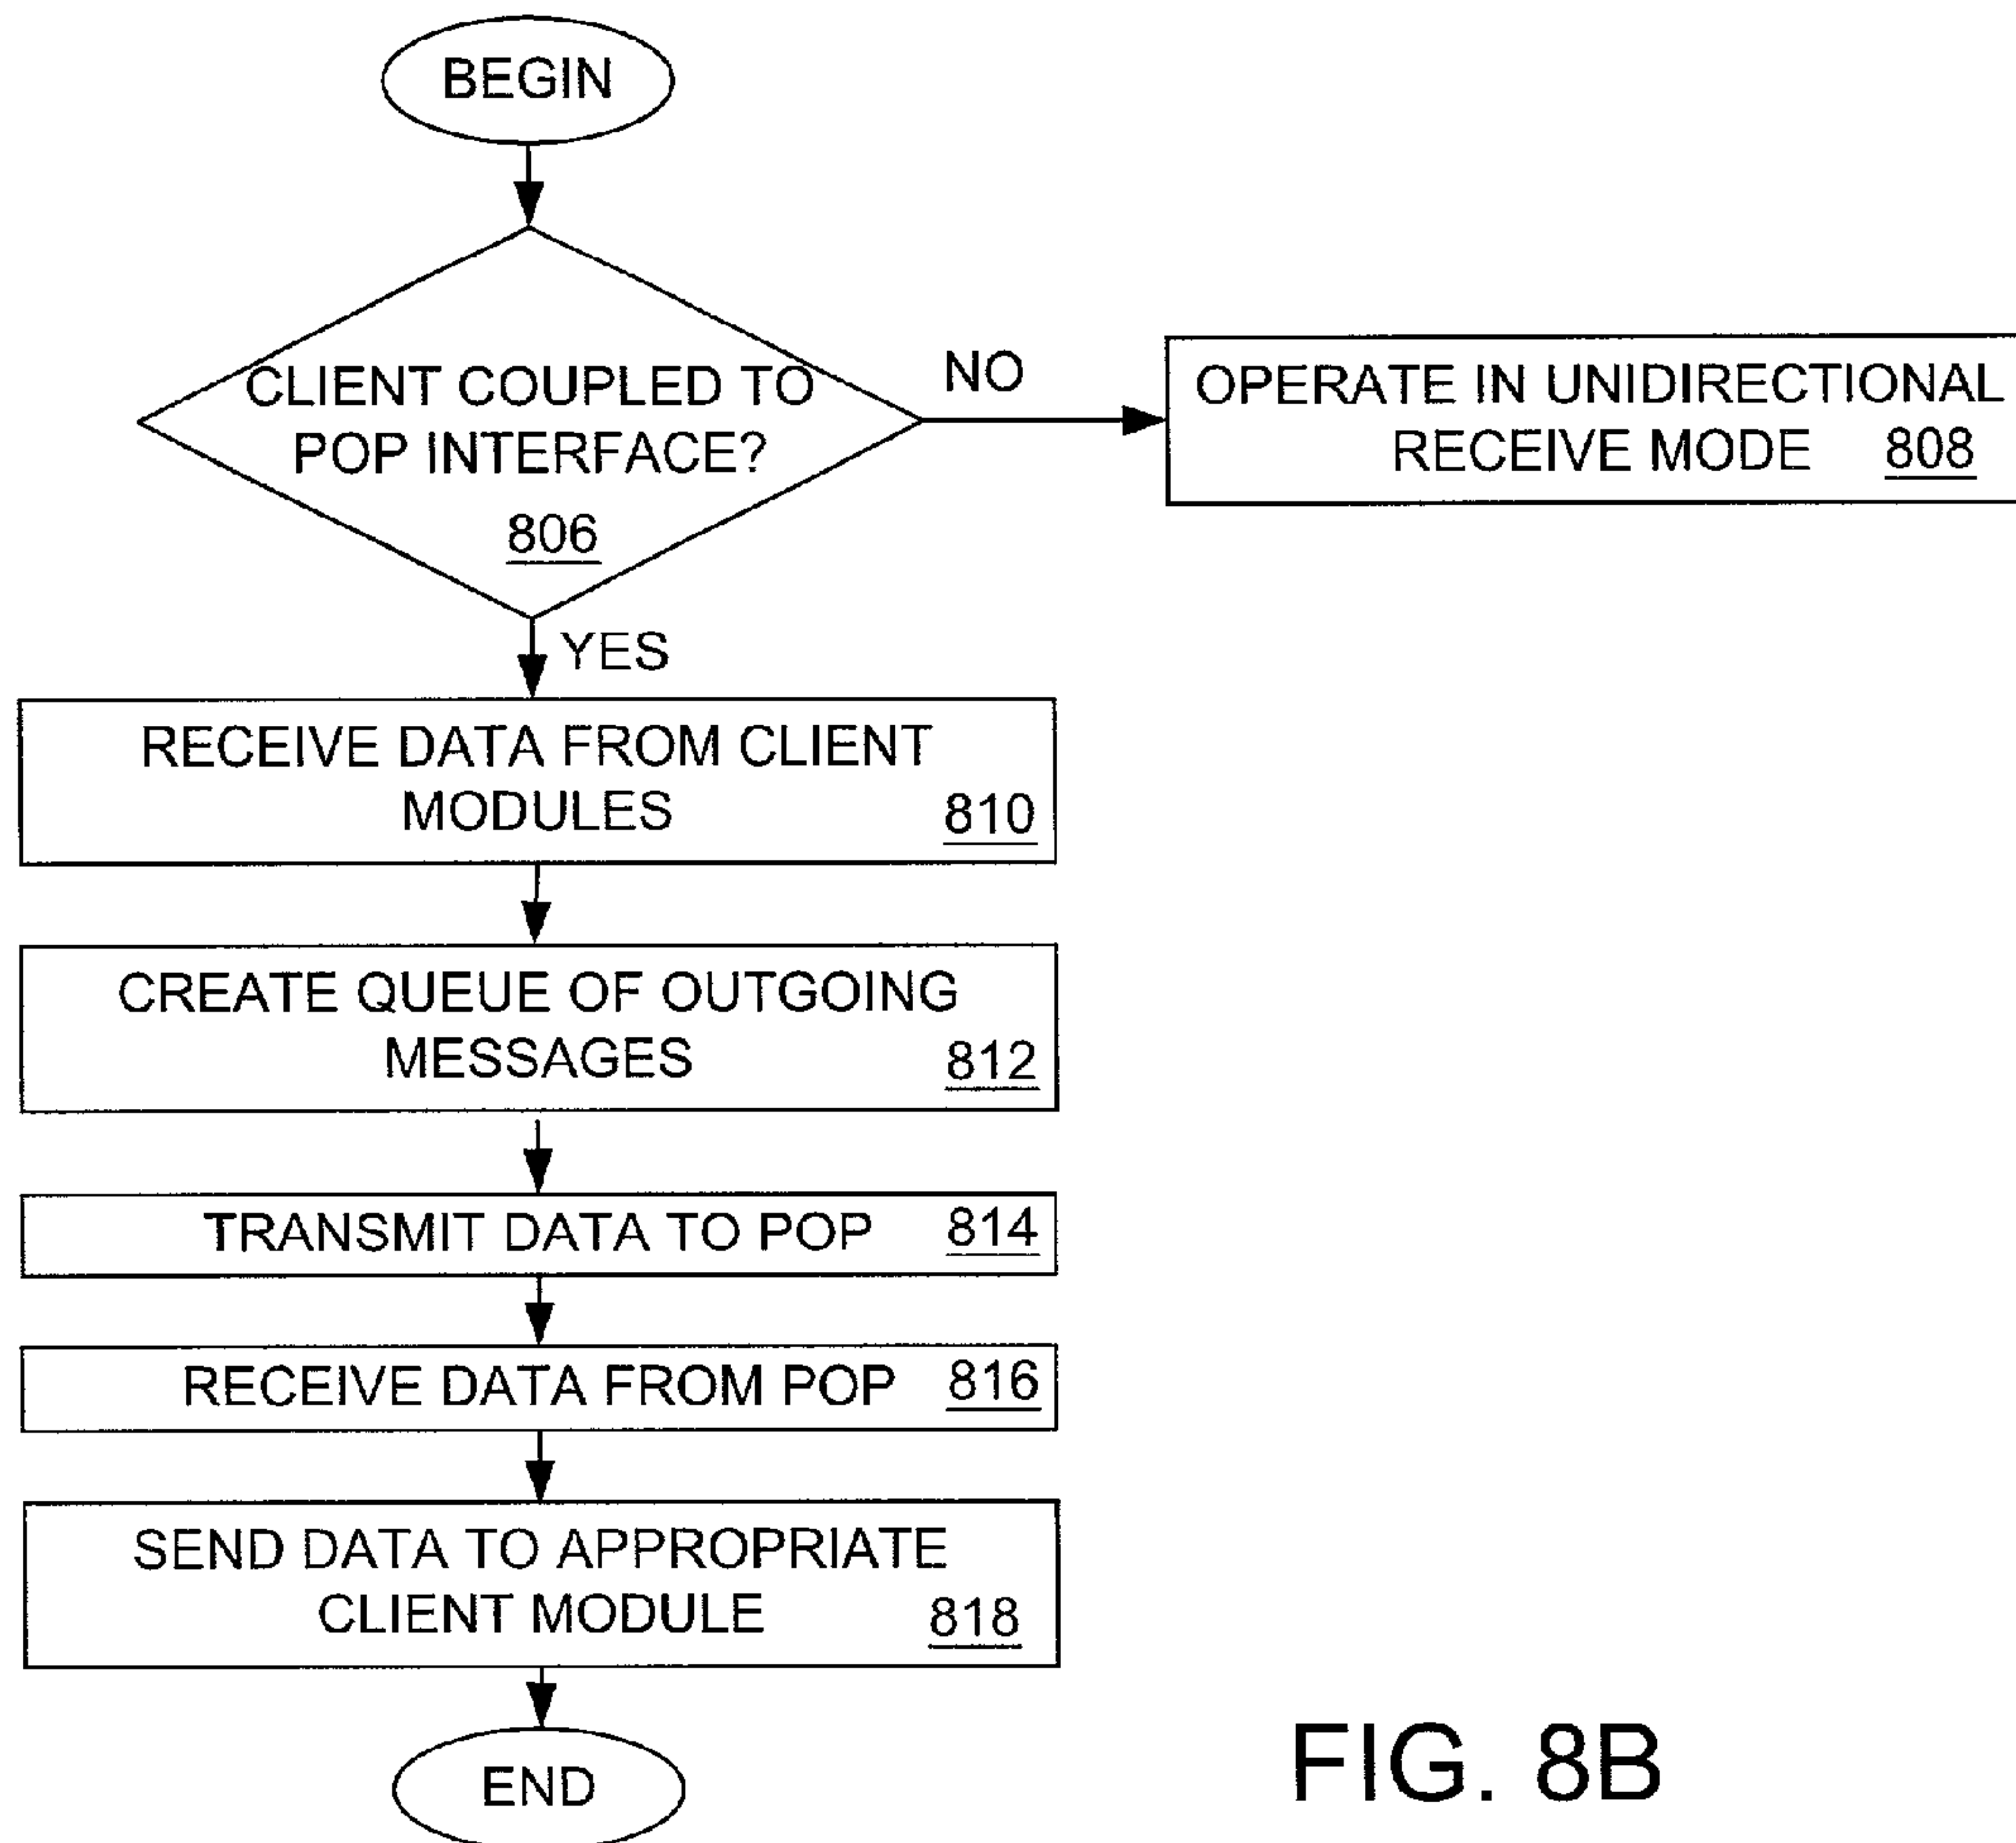 BEGIN
CLIENT COUPLED TO
POP INTERFACE?
806
NO
OPERATE IN UNIDIRECTIONAL
RECEIVE MODE 808
YES
RECEIVE DATA FROM CLIENT
MODULES 810
CREATE QUEUE OF OUTGOING
MESSAGES 812
TRANSMIT DATA TO POP 814
RECEIVE DATA FROM POP 816
SEND DATA TO APPROPRIATE
CLIENT MODULE 818
END
FIG. 8B